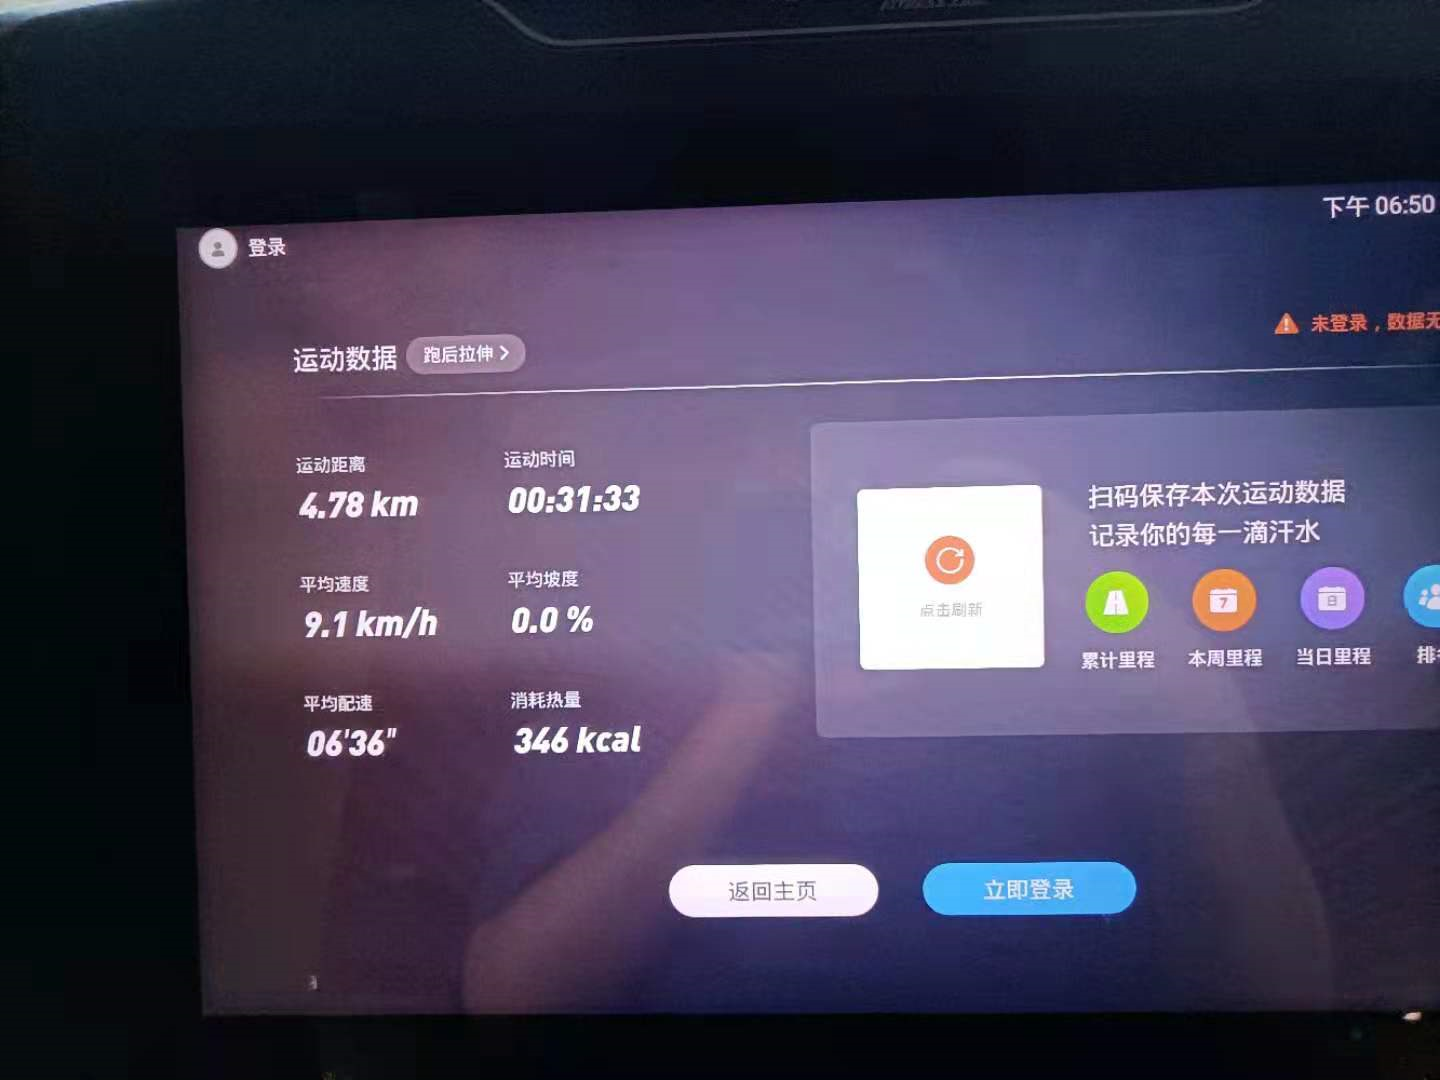 下午 06:50
登录
未登录，数据无
运动数据 跑后拉伸 >
运动距离 运动时间
4.78 km 00:31:33
平均速度 平均坡度
9.1 km/h 0.0 %
平均配速 消耗热量
06'36" 346 kcal
扫码保存本次运动数据
记录你的每一滴汗水
点击刷新
7
累计里程 本周里程 当日里程 排
返回主页 立即登录